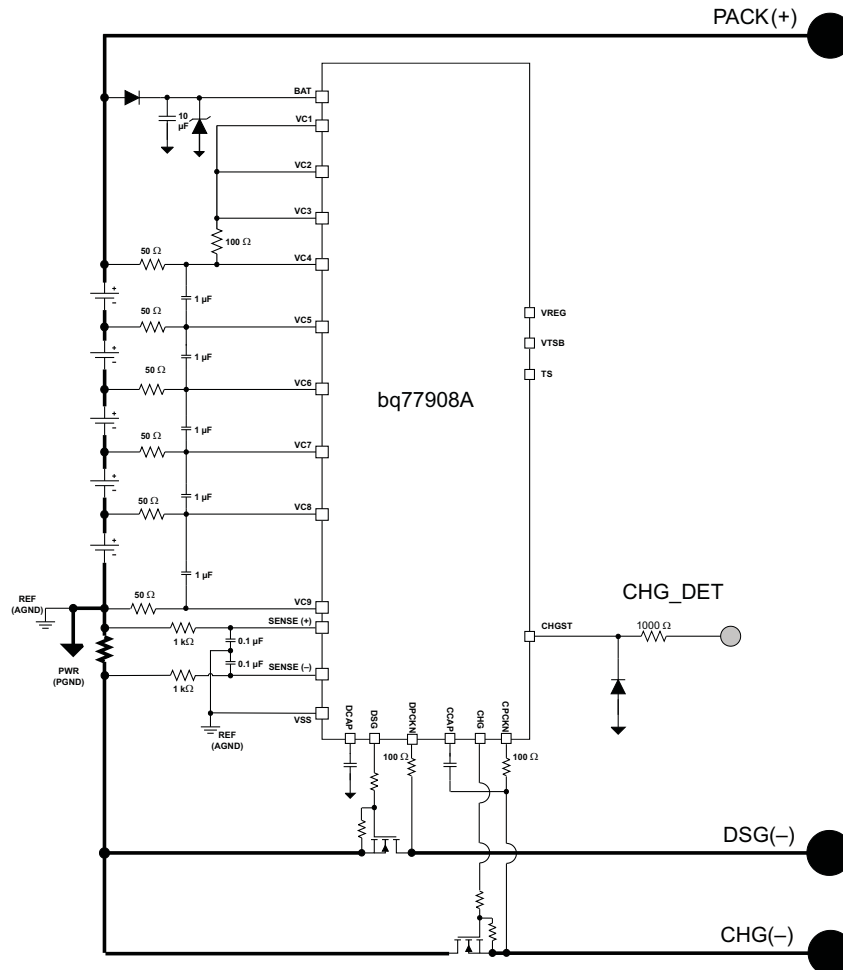 PACK(+)
BAT
10
µF
VC1
VC2
VC3
100 Ω
50 Ω
VC4
+
–
1 µF
50 Ω
VC5
VREG
+
–
1 µF
VTSB
50 Ω
VC6
TS
bq77908A
+
–
1 µF
50 Ω
VC7
+
–
1 µF
50 Ω
VC8
+
–
1 µF
50 Ω
VC9
REF
(AGND)
SENSE (+)
1 kΩ
0.1 µF
0.1 µF
SENSE (–)
1 kΩ
PWR
(PGND)
VSS
REF
(AGND)
CHG_DET
CHGST
1000 Ω
DCAP
DSG
DPCKN
CCAP
CHG
CPCKN
100 Ω
100 Ω
DSG(–)
CHG(–)